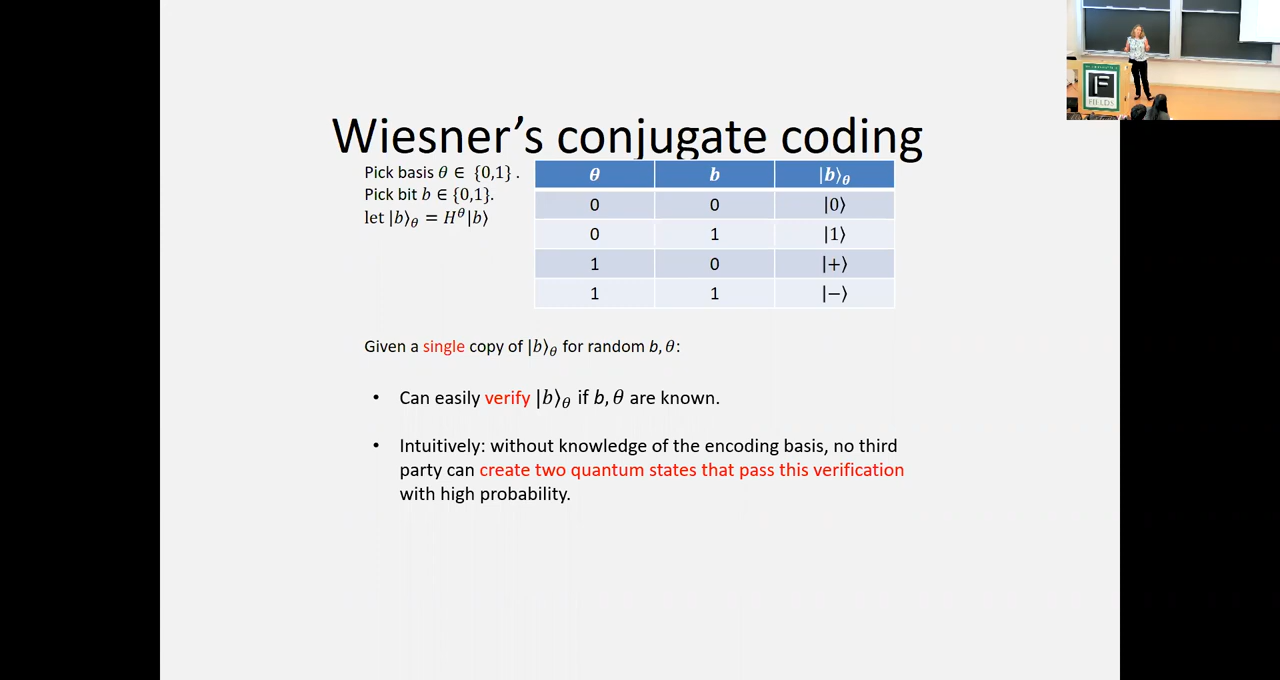 Wiesner's conjugate coding
Pick basis θ ∈ {0,1} .
Pick bit b ∈ {0,1}.
let |b⟩θ = H^θ|b⟩
θ b |b⟩θ
0 0 |0⟩
0 1 |1⟩
1 0 |+⟩
1 1 |−⟩
Given a single copy of |b⟩θ for random b, θ:
• Can easily verify |b⟩θ if b, θ are known.
• Intuitively: without knowledge of the encoding basis, no third
party can create two quantum states that pass this verification
with high probability.
F
FIELDS